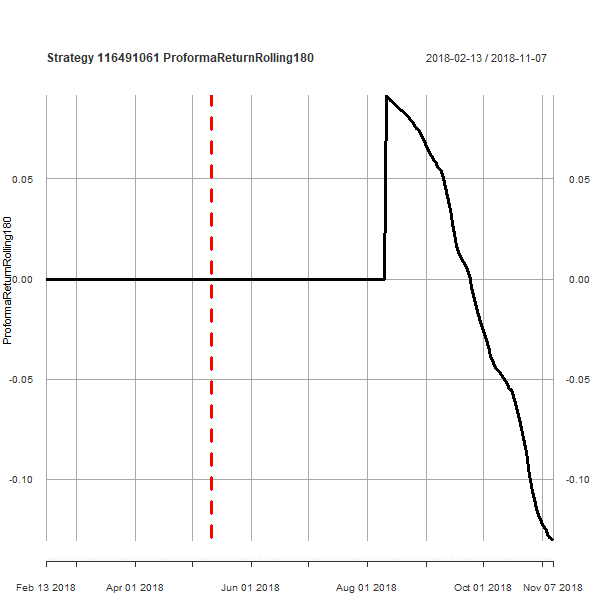 Strategy 116491061 ProformaReturnRolling180
2018-02-13 / 2018-11-07
ProformaReturnRolling180
0.05
0.00
-0.05
-0.10
0.05
0.00
-0.05
-0.10
Feb 13 2018 Apr 01 2018 Jun 01 2018 Aug 01 2018 Oct 01 2018 Nov 07 2018